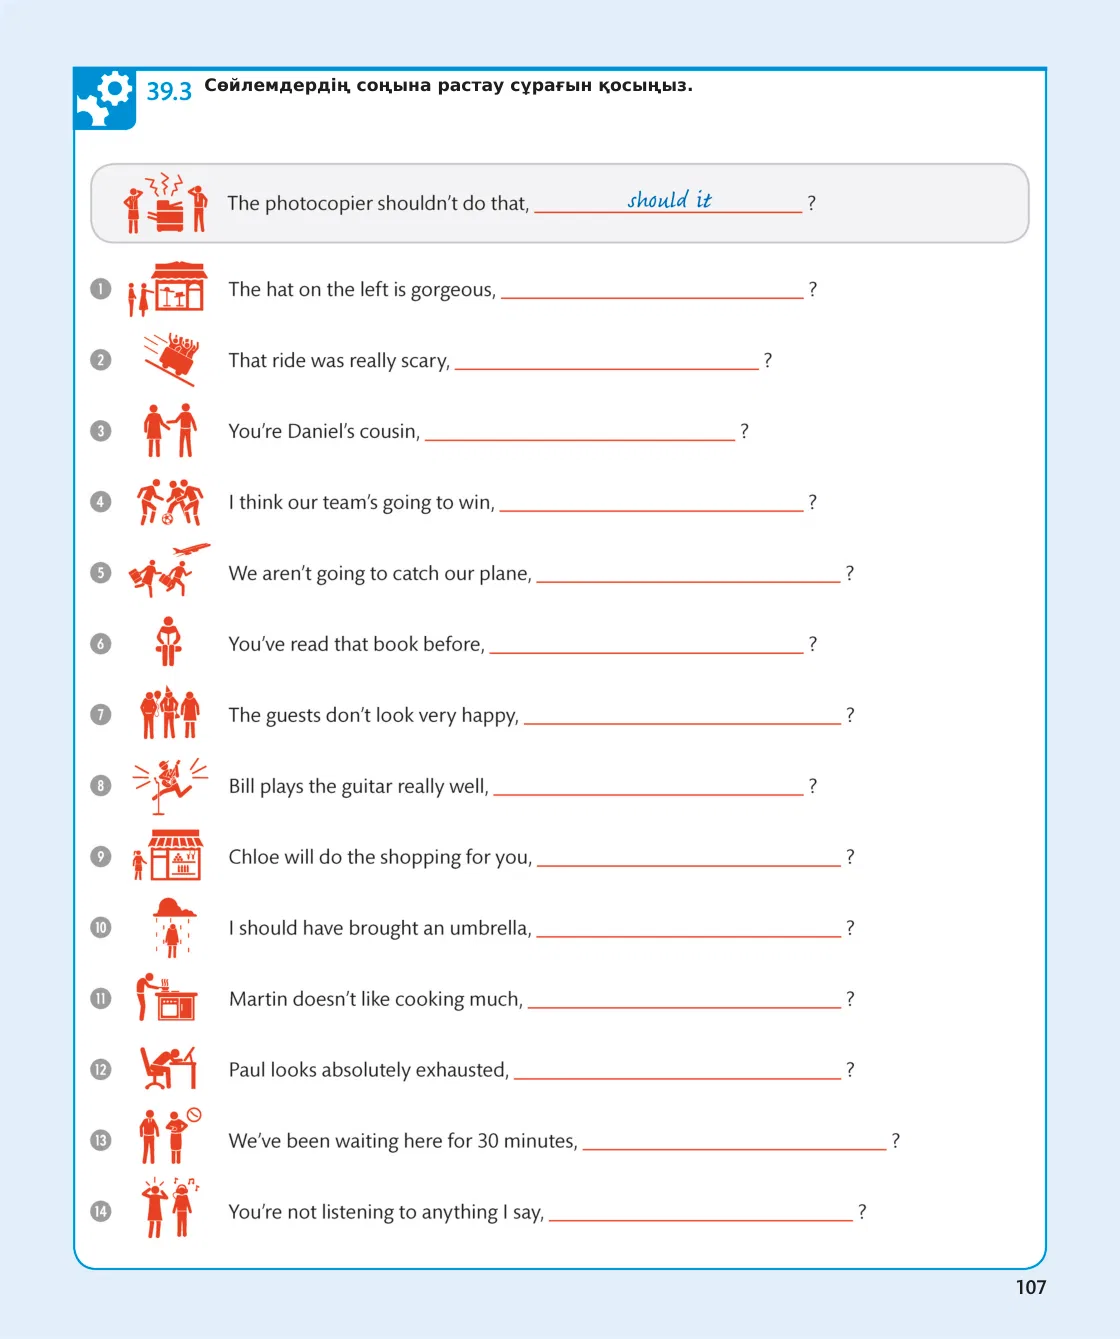 39.3 Сөйлемдердің соңына растау сұрағын қосыңыз.
The photocopier shouldn't do that, should it ?
1 The hat on the left is gorgeous, ?
2 That ride was really scary, ?
3 You're Daniel's cousin, ?
4 I think our team's going to win, ?
5 We aren't going to catch our plane, ?
6 You've read that book before, ?
7 The guests don't look very happy, ?
8 Bill plays the guitar really well, ?
9 Chloe will do the shopping for you, ?
10 I should have brought an umbrella, ?
11 Martin doesn't like cooking much, ?
12 Paul looks absolutely exhausted, ?
13 We've been waiting here for 30 minutes, ?
14 You're not listening to anything I say, ?
107